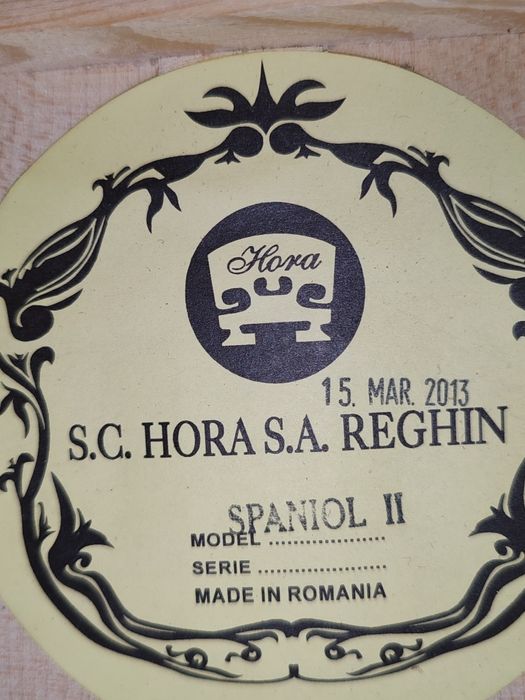 Hora
15. MAR. 2013
S.C. HORA S.A. REGHIN
SPANIOL II
MODEL ....................
SERIE ......................
MADE IN ROMANIA